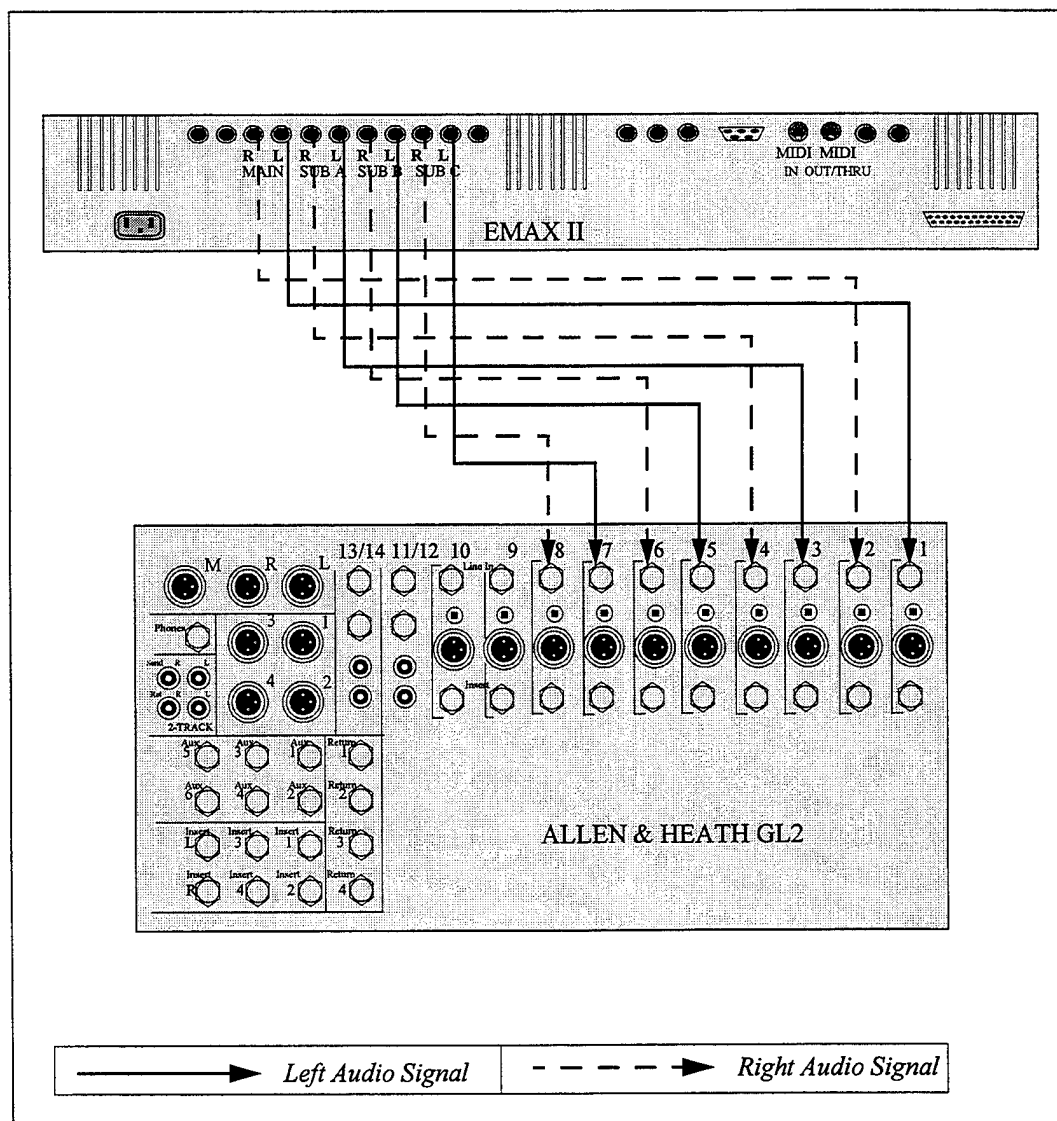 R L R L R L R L
MAIN SUB A SUB B SUB C
MIDI MIDI
IN OUT/THRU
EMAX II
M R L 13/14 11/12 10 9 8 7 6 5 4 3 2 1
Line In
Phones
3 1
Send R L
Ret R L
4 2
2-TRACK
Insert
Aux 5 Aux 3 Aux 1 Return 1
Aux 6 Aux 4 Aux 2 Return 2
ALLEN & HEATH GL2
Insert L Insert 3 Insert 1 Return 3
Insert R Insert 4 Insert 2 Return 4
Left Audio Signal Right Audio Signal